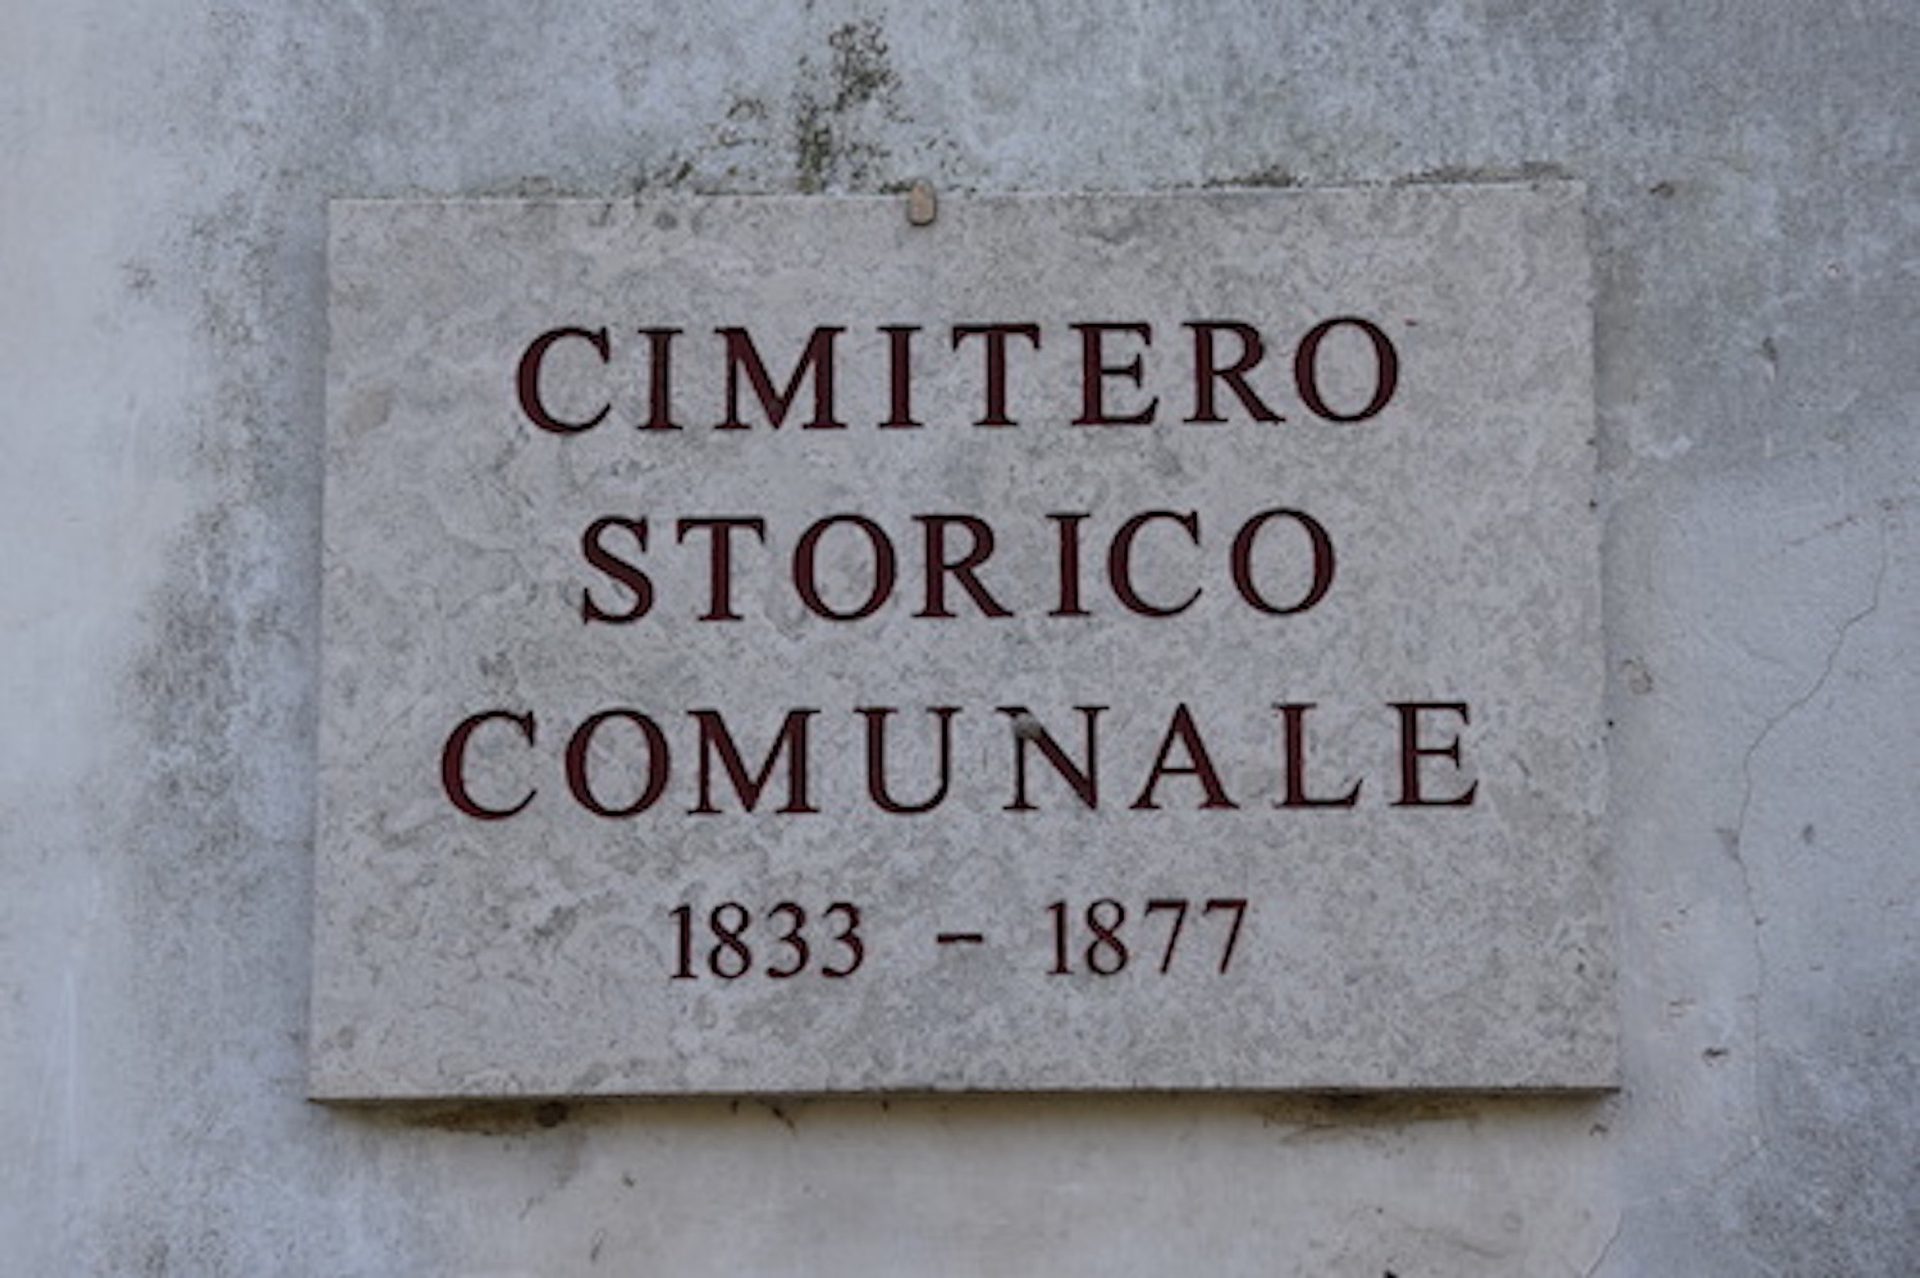 CIMITERO
STORICO
COMUNALE
1833 - 1877